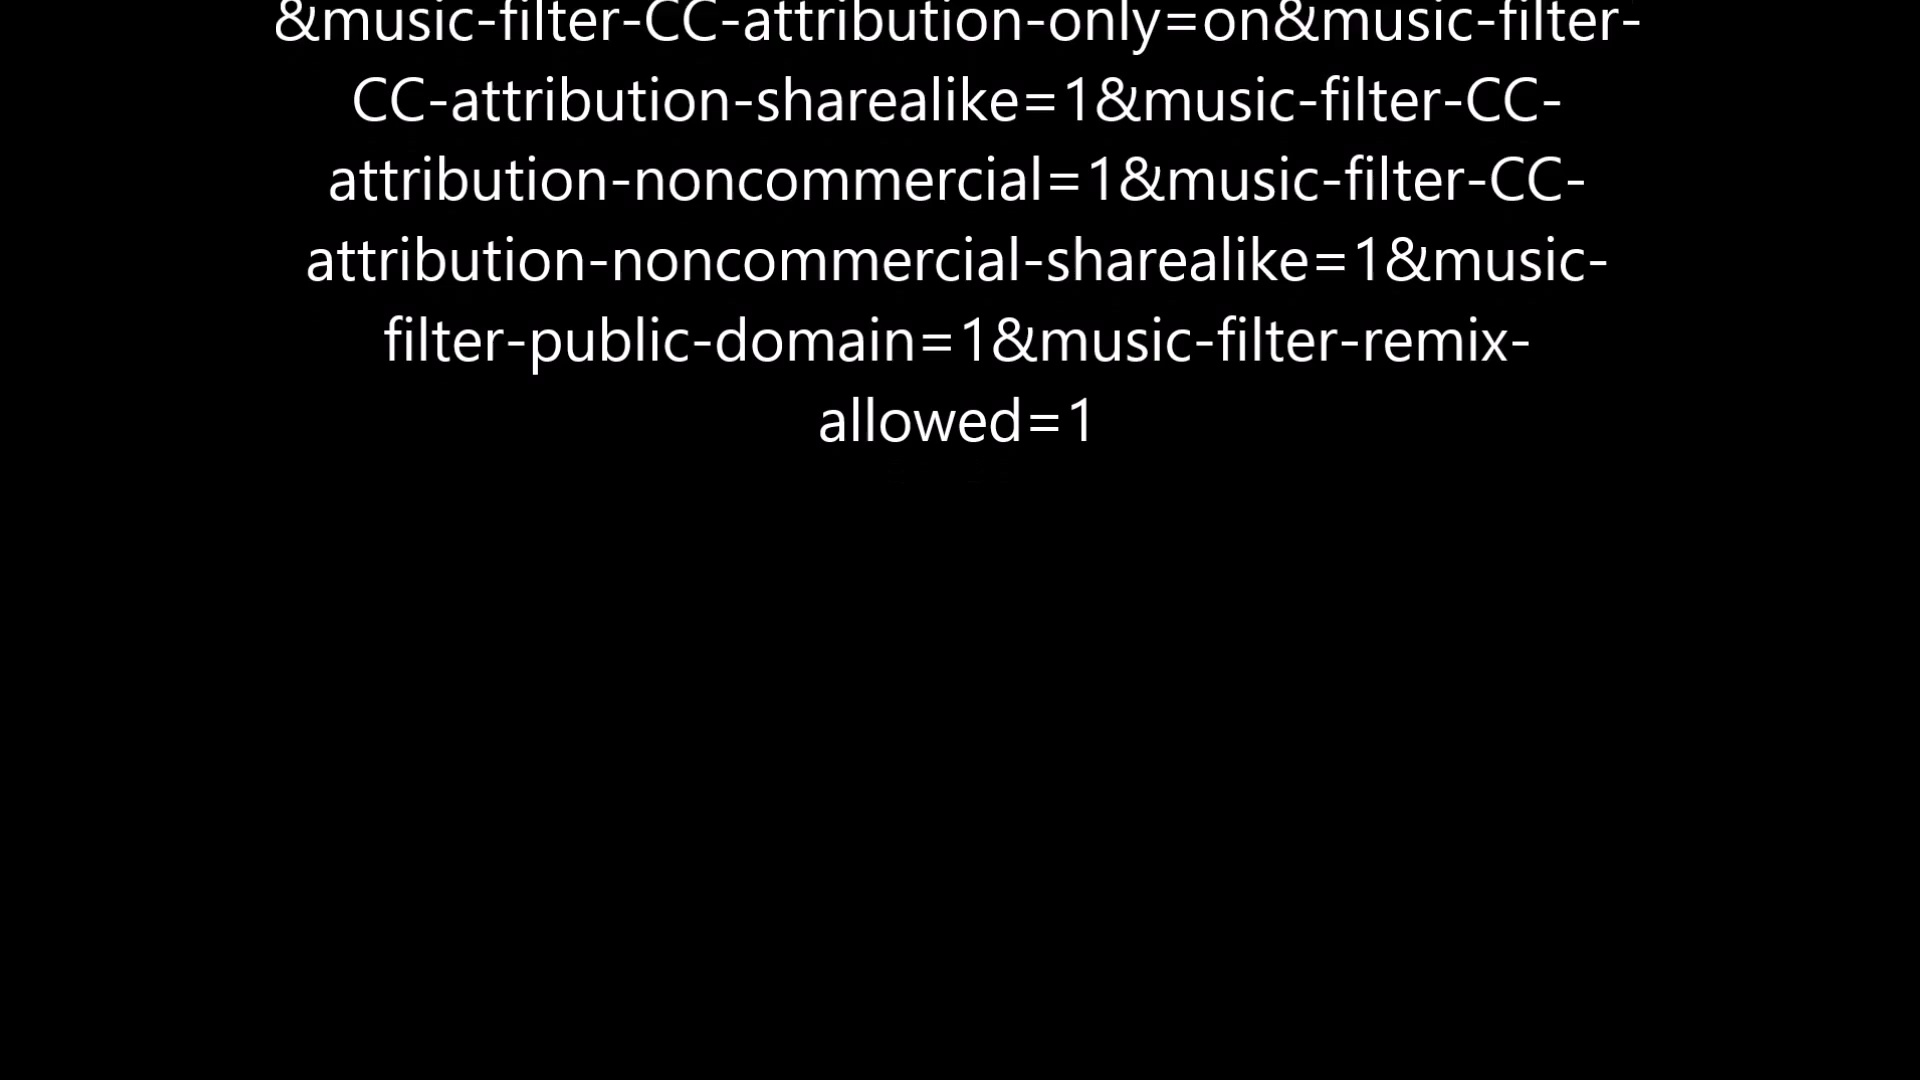 &music-filter-CC-attribution-only=on&music-filter-
CC-attribution-sharealike=1&music-filter-CC-
attribution-noncommercial=1&music-filter-CC-
attribution-noncommercial-sharealike=1&music-
filter-public-domain=1&music-filter-remix-
allowed=1